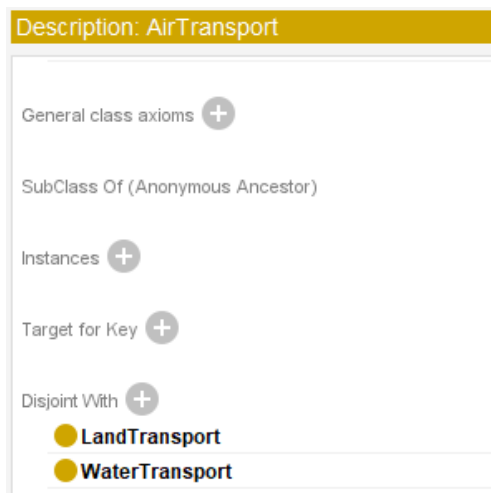 Description: AirTransport
General class axioms
SubClass Of (Anonymous Ancestor)
Instances
Target for Key
Disjoint With
LandTransport
WaterTransport